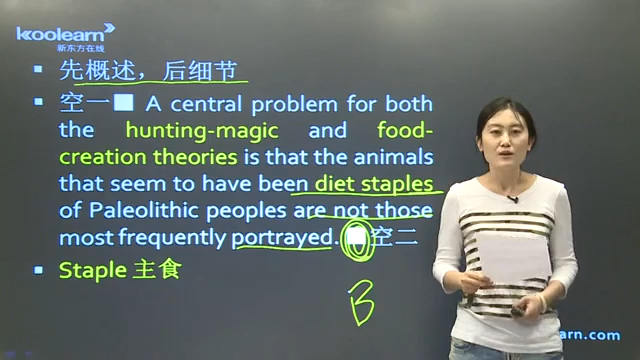 koolearn
新东方在线
先概述，后细节
空一■ A central problem for both
the hunting-magic and food-
creation theories is that the animals
that seem to have been diet staples
of Paleolithic peoples are not those
most frequently portrayed. ■空二
Staple 主食
B
arn.com